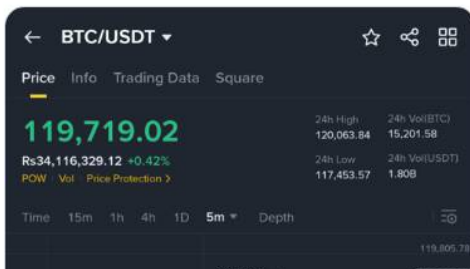 BTC/USDT
Price Info Trading Data Square
119,719.02
Rs34,116,329.12 +0.42%
POW Vol Price Protection >
24h High
120,063.84
24h Vol(BTC)
15,201.58
24h Low
117,453.57
24h Vol(USDT)
1.80B
Time 15m 1h 4h 1D 5m Depth
119,805.78